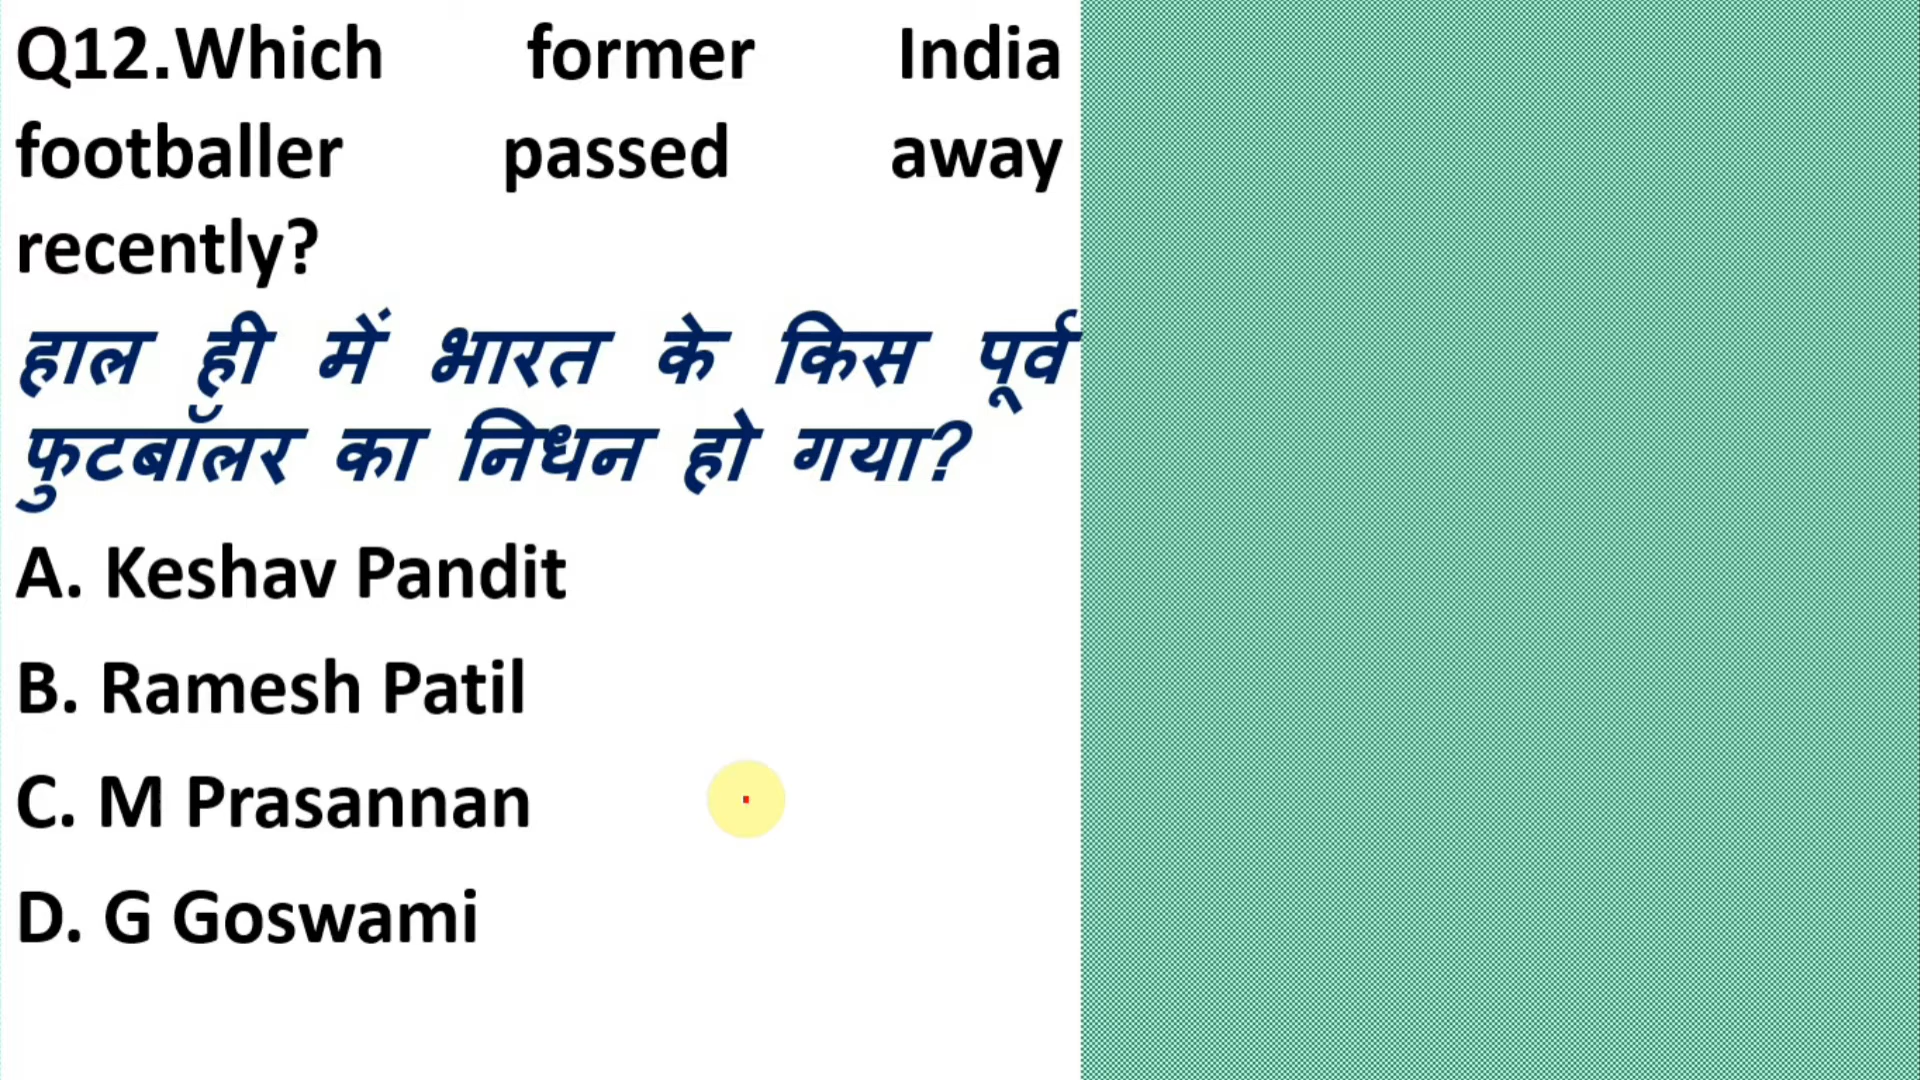 Q12.Which former India
footballer passed away
recently?
हाल ही में भारत के किस पूर्व
फुटबॉलर का निधन हो गया?
A. Keshav Pandit
B. Ramesh Patil
C. M Prasannan
D. G Goswami